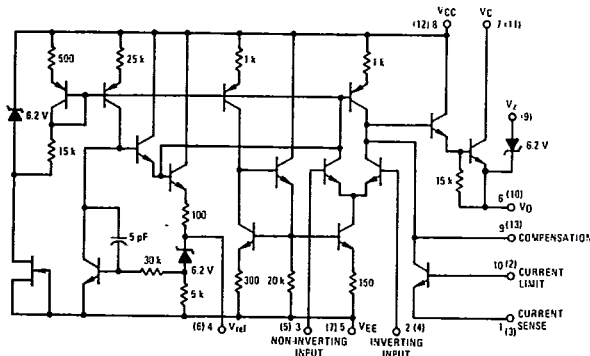 VCC VC
(12) 8 7 (11)
500 25 k 1 k 1 k
Vz
(9)
6.2 V 6.2 V
15 k 15 k
6 (10)
VO
100
9 (13)
COMPENSATION
5 pF
30 k 6.2 V
10 (2)
CURRENT
LIMIT
5 k 300 20 k 150
CURRENT
SENSE
1 (3)
(6) 4 Vref (5) 3 (7) 5 VEE 2 (4)
NON-INVERTING
INPUT
INVERTING
INPUT